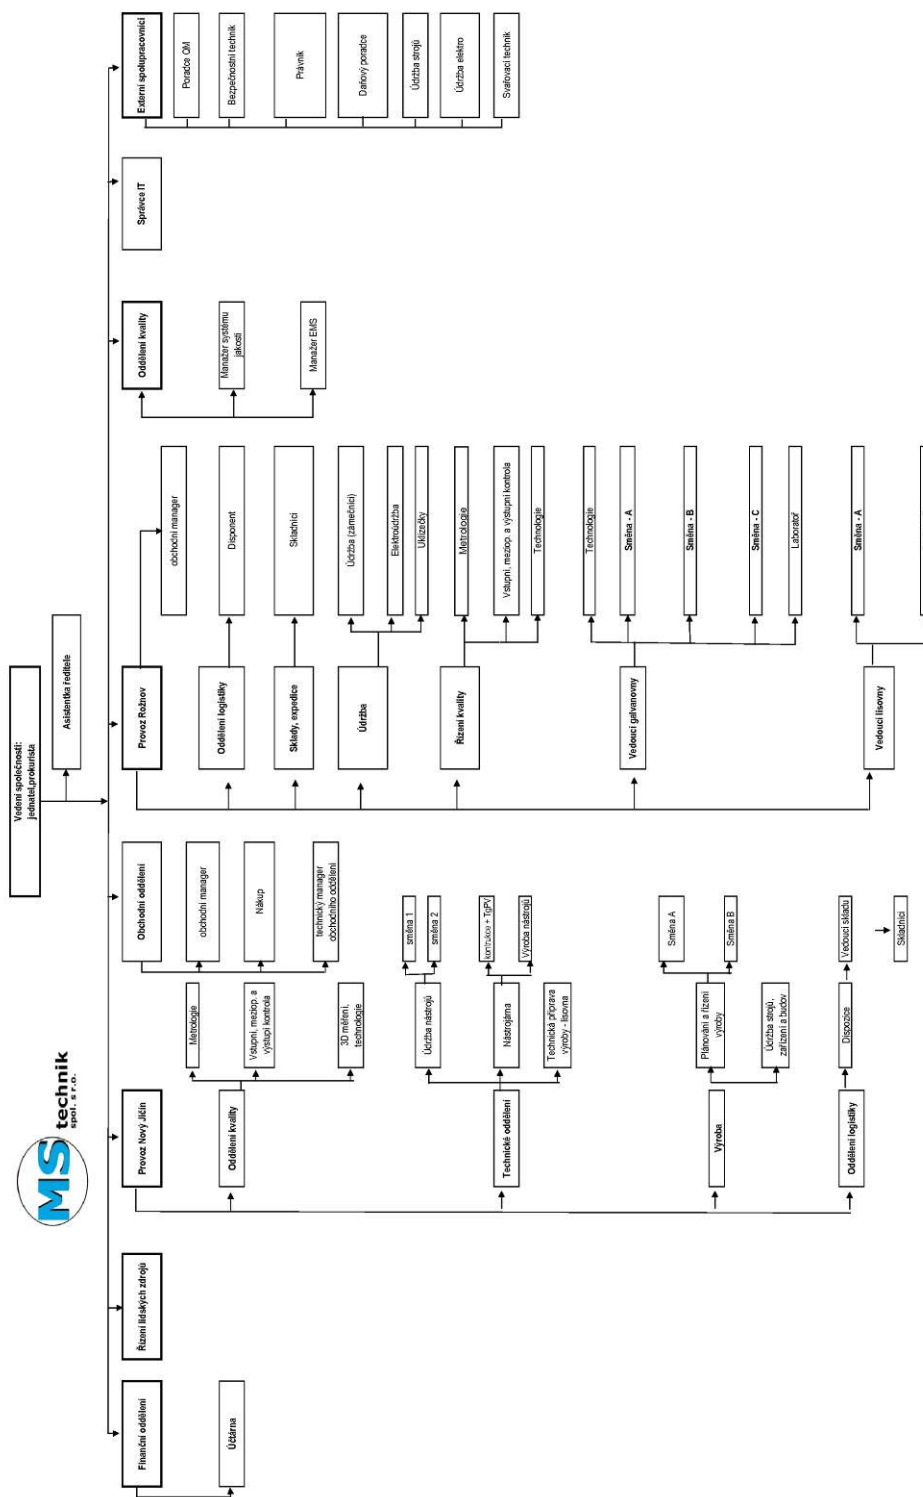 Vedení společnosti:
jednatel,prokurista
Asistentka ředitele
MS
technik
spol. s r.o.
Finanční oddělení
Účtárna
Řízení lidských zdrojů
Provoz Nový Jičín
Oddělení kvality
Metrologie
Vstupní, meziop. a
výstupí kontrola
3D měření,
technologie
Technické oddělení
Údržba nástrojů
směna 1
směna 2
Nástrojárna
kontrukce + TgPV
Výroba nástrojů
Technická příprava
výroby - lisovna
Výroba
Plánování a řízení
výroby
Směna A
Směna B
Údržba strojů,
zařízení a budov
Oddělení logistiky
Dispozice
Vedoucí skladu
Skladníci
Obchodní oddělení
obchodní manager
Nákup
technický manager
obchodního oddělení
Provoz Rožnov
obchodní manager
Oddělení logistiky
Disponent
Sklady, expedice
Skladníci
Údržba
Údržba (zámečníci)
Elektroúdržba
Uklízečky
Řízení kvality
Metrologie
Vstupní, meziop. a výstupní kontrola
Technologie
Vedoucí galvanovny
Technologie
Směna - A
Směna - B
Směna - C
Laboratoř
Vedoucí lisovny
Směna - A
Oddělení kvality
Manažer systému
jakosti
Manažer EMS
Správce IT
Externí spolupracovníci
Poradce QM
Bezpečnostní technik
Právník
Daňový poradce
Údržba strojů
Údržba elektro
Svařovací technik